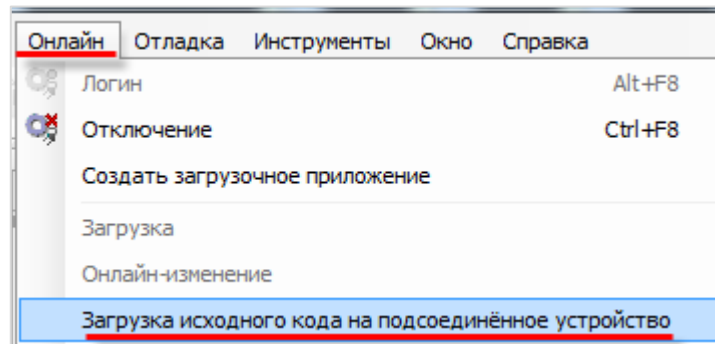 Онлайн Отладка Инструменты Окно Справка
Логин Alt+F8
Отключение Ctrl+F8
Создать загрузочное приложение
Загрузка
Онлайн-изменение
Загрузка исходного кода на подсоединённое устройство